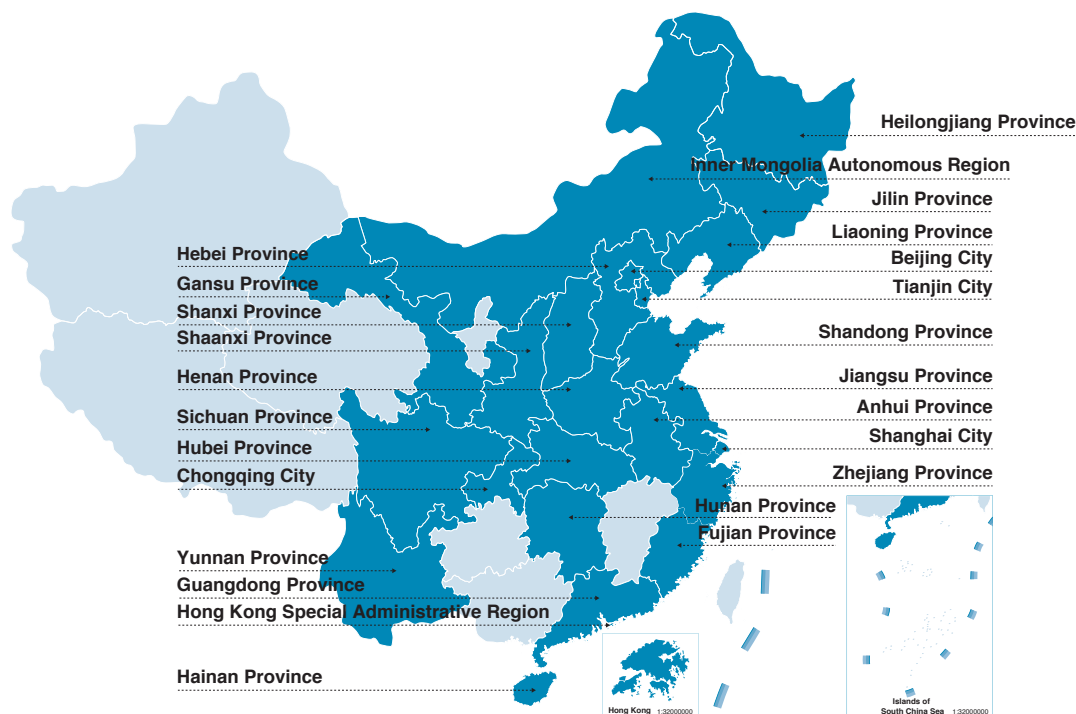 Heilongjiang Province
Inner Mongolia Autonomous Region
Jilin Province
Liaoning Province
Hebei Province
Beijing City
Gansu Province
Tianjin City
Shanxi Province
Shaanxi Province
Shandong Province
Henan Province
Jiangsu Province
Anhui Province
Sichuan Province
Shanghai City
Hubei Province
Chongqing City
Zhejiang Province
Hunan Province
Fujian Province
Yunnan Province
Guangdong Province
Hong Kong Special Administrative Region
Hainan Province
Hong Kong 1:32000000
Islands of
South China Sea 1:32000000